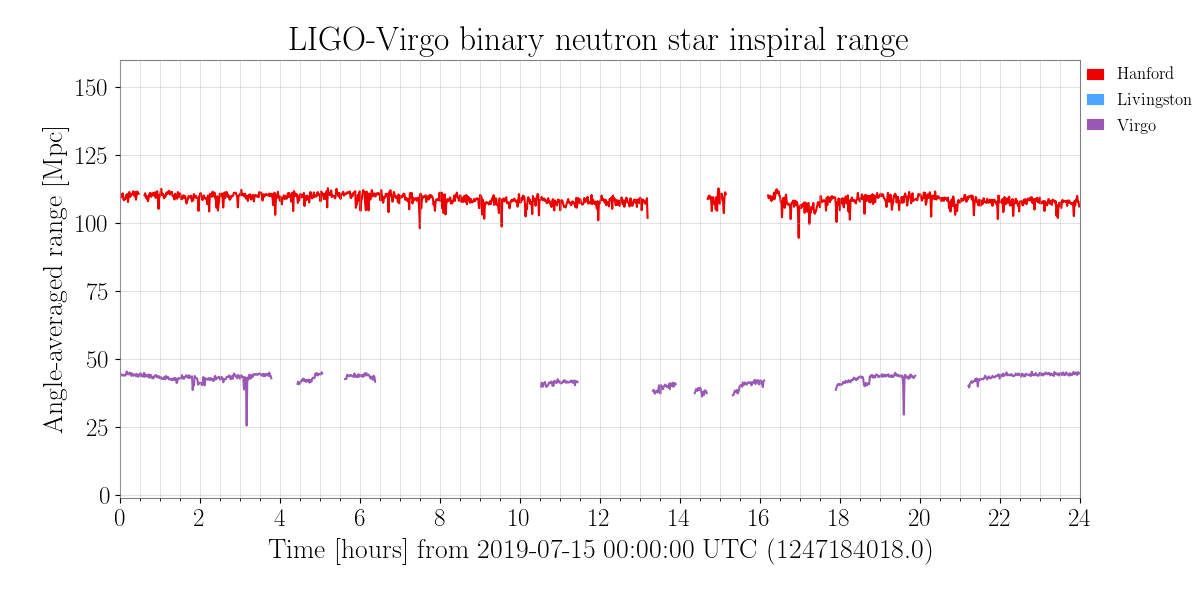 LIGO-Virgo binary neutron star inspiral range
Hanford
Livingston
Virgo
Angle-averaged range [Mpc]
150
125
100
75
50
25
0
0 2 4 6 8 10 12 14 16 18 20 22 24
Time [hours] from 2019-07-15 00:00:00 UTC (1247184018.0)